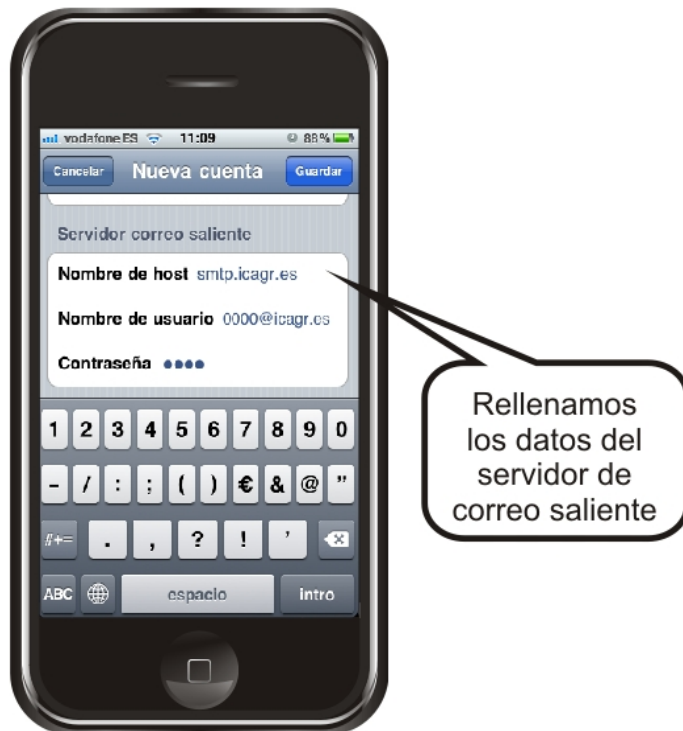 vodafone ES 11:09 88%
Cancelar Nueva cuenta Guardar
Servidor correo saliente
Nombre de host smtp.icagr.es
Nombre de usuario 0000@icagr.es
Contraseña ●●●●
1 2 3 4 5 6 7 8 9 0
- / : ; ( ) € & @ "
#+= . , ? ! '
ABC espacio intro
Rellenamos
los datos del
servidor de
correo saliente